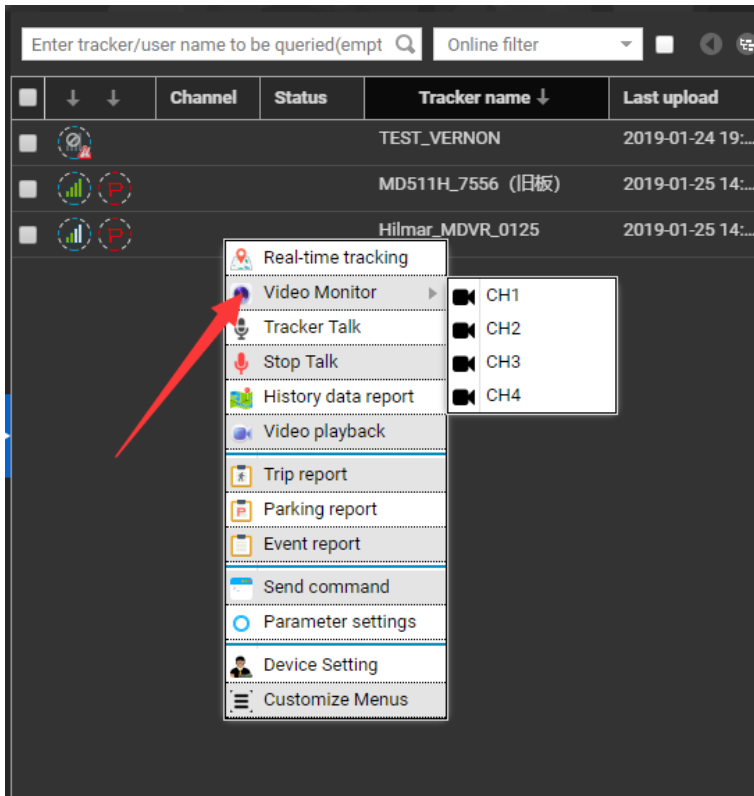 Enter tracker/user name to be queried(empt Online filter
Channel Status Tracker name Last upload
TEST_VERNON 2019-01-24 19:...
MD511H_7556 (旧板) 2019-01-25 14:...
Hilmar_MDVR_0125 2019-01-25 14:...
Real-time tracking
Video Monitor
CH1
CH2
CH3
CH4
Tracker Talk
Stop Talk
History data report
Video playback
Trip report
Parking report
Event report
Send command
Parameter settings
Device Setting
Customize Menus